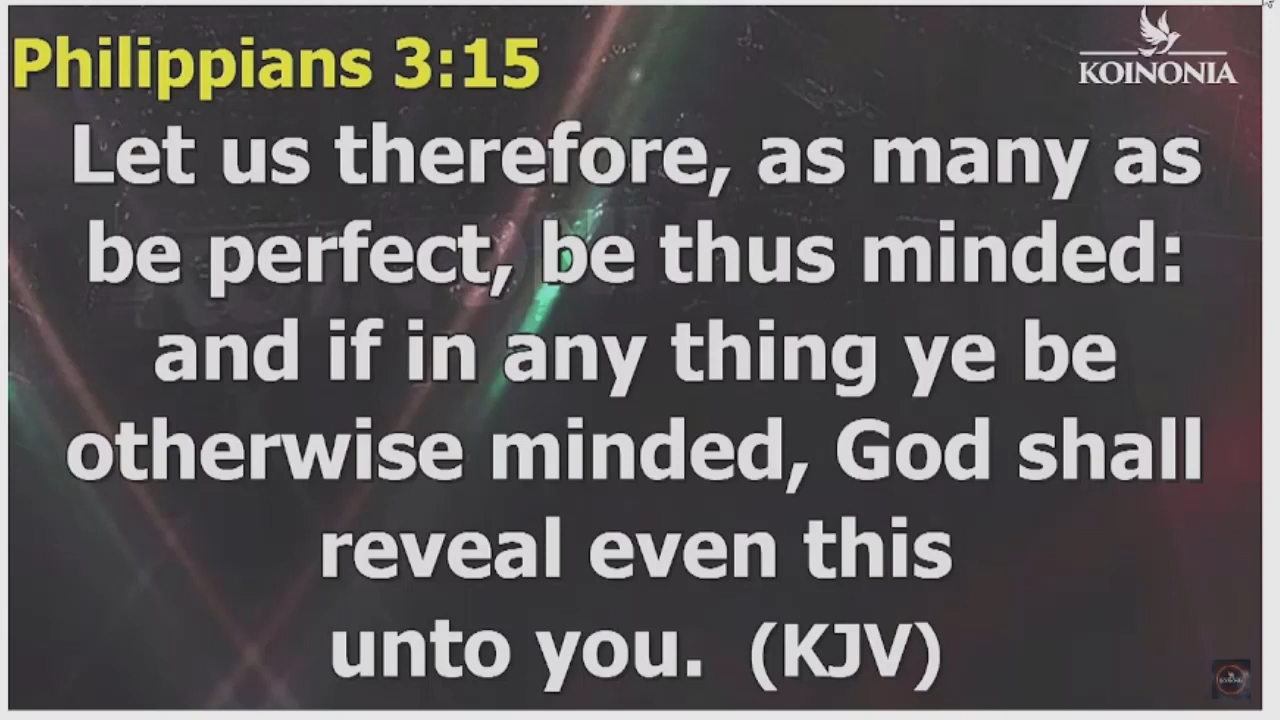 Philippians 3:15
KOINONIA
Let us therefore, as many as
be perfect, be thus minded:
and if in any thing ye be
otherwise minded, God shall
reveal even this
unto you. (KJV)